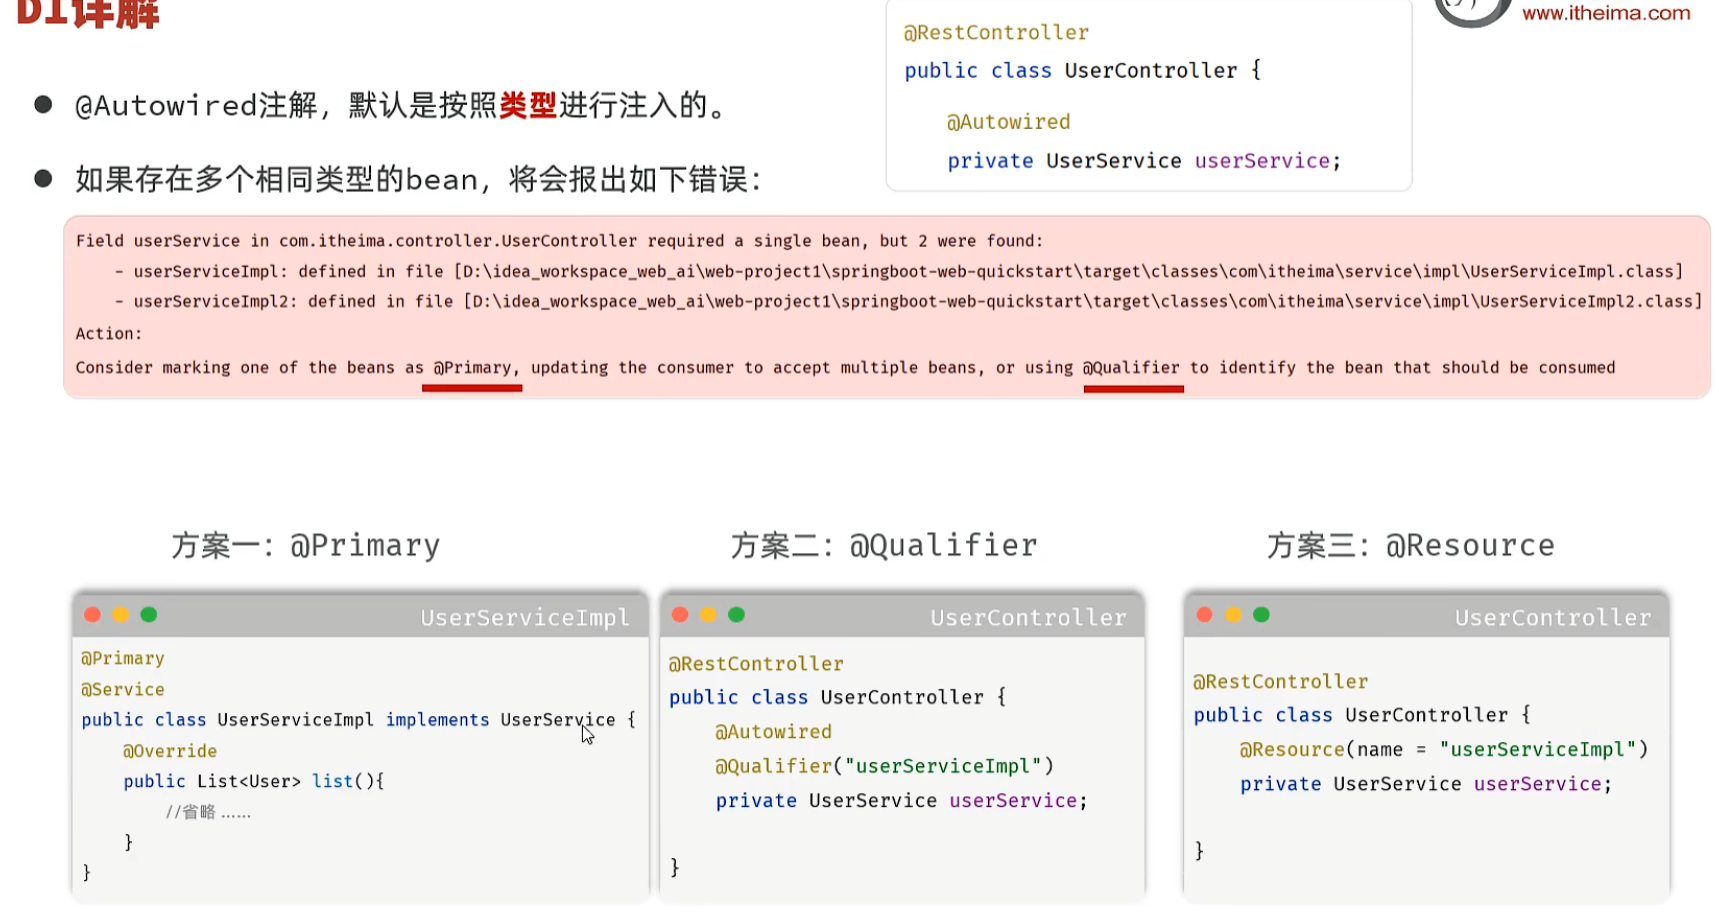 DI详解
www.itheima.com
@RestController
public class UserController {
@Autowired
private UserService userService;
@Autowired注解，默认是按照类型进行注入的。
如果存在多个相同类型的bean，将会报出如下错误：
Field userService in com.itheima.controller.UserController required a single bean, but 2 were found:
- userServiceImpl: defined in file [D:\idea_workspace_web_ai\web-project1\springboot-web-quickstart\target\classes\com\itheima\service\impl\UserServiceImpl.class]
- userServiceImpl2: defined in file [D:\idea_workspace_web_ai\web-project1\springboot-web-quickstart\target\classes\com\itheima\service\impl\UserServiceImpl2.class]
Action:
Consider marking one of the beans as @Primary, updating the consumer to accept multiple beans, or using @Qualifier to identify the bean that should be consumed
方案一：@Primary
UserServiceImpl
@Primary
@Service
public class UserServiceImpl implements UserService {
@Override
public List<User> list(){
//省略 ......
}
}
方案二：@Qualifier
UserController
@RestController
public class UserController {
@Autowired
@Qualifier("userServiceImpl")
private UserService userService;
}
方案三：@Resource
UserController
@RestController
public class UserController {
@Resource(name = "userServiceImpl")
private UserService userService;
}